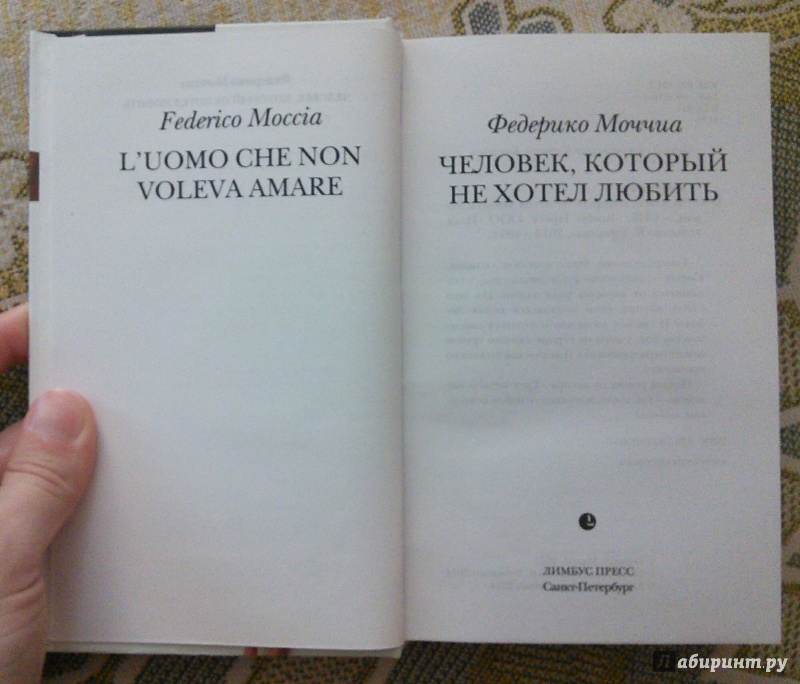 Federico Moccia
L'UOMO CHE NON
VOLEVA AMARE
Федерико Моччиа
ЧЕЛОВЕК, КОТОРЫЙ
НЕ ХОТЕЛ ЛЮБИТЬ
ЛИМБУС ПРЕСС
Санкт-Петербург
Лабиринт.ру